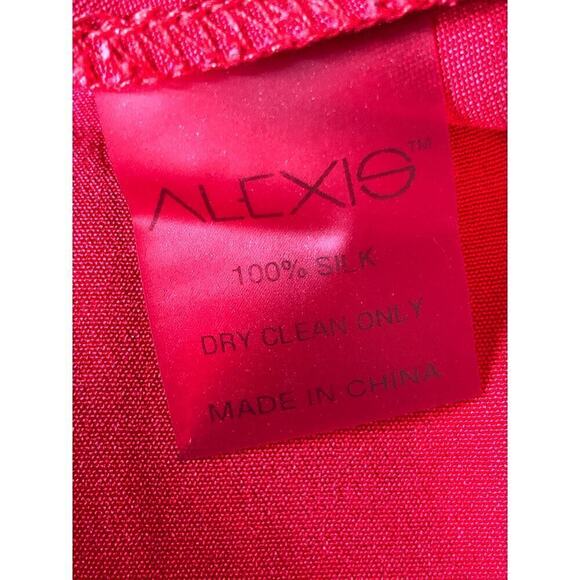 ALEXIS™
100% SILK
DRY CLEAN ONLY
MADE IN CHINA